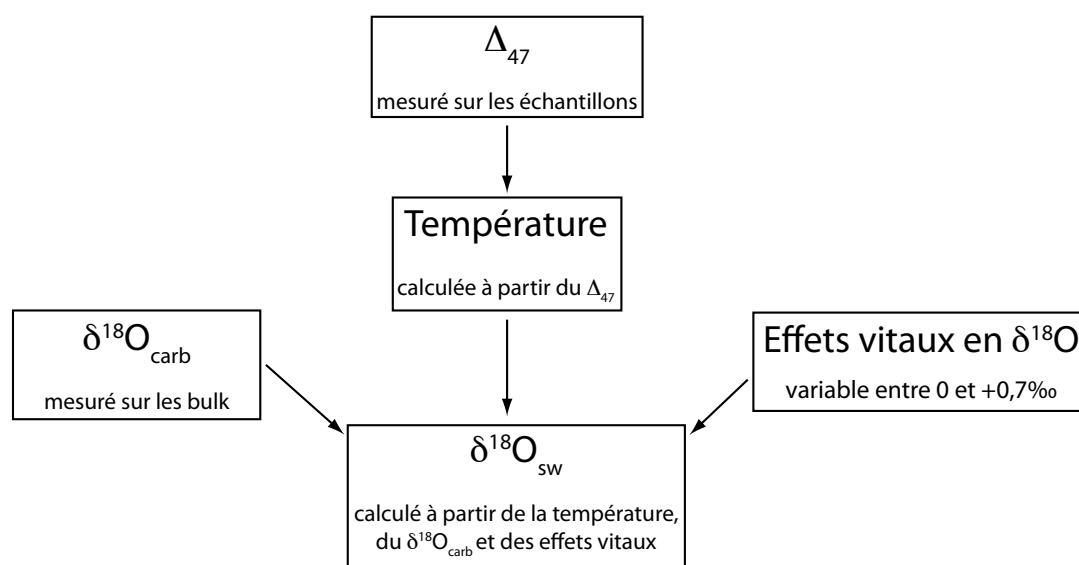 Δ47
mesuré sur les échantillons
Température
calculée à partir du Δ47
δ18Ocarb
mesuré sur les bulk
Effets vitaux en δ18O
variable entre 0 et +0,7‰
δ18Osw
calculé à partir de la température,
du δ18Ocarb et des effets vitaux